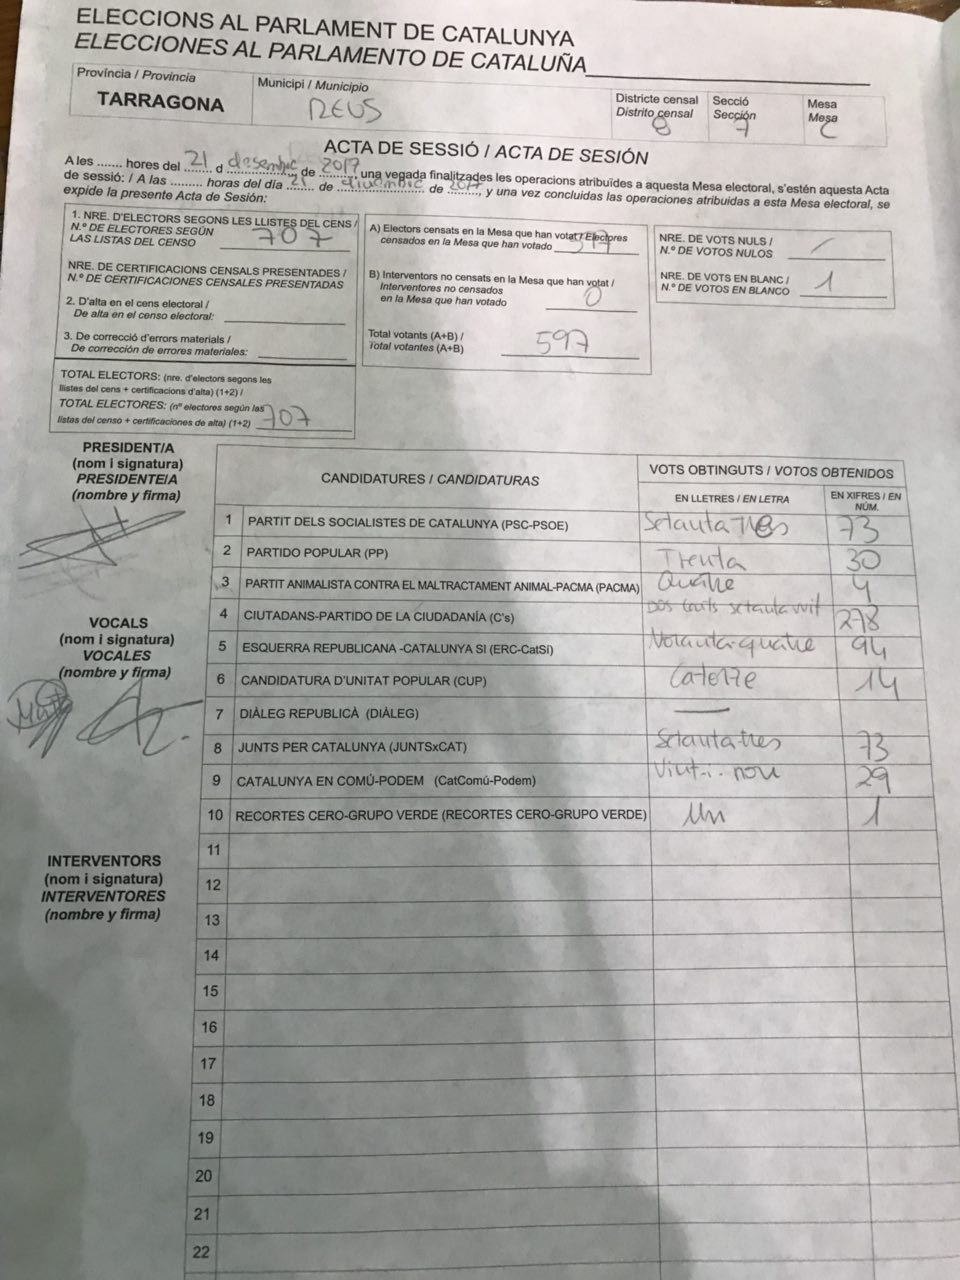 ELECCIONS AL PARLAMENT DE CATALUNYA
ELECCIONES AL PARLAMENTO DE CATALUÑA
Província / Provincia
TARRAGONA
Municipi / Municipio
REUS
Districte censal
Distrito censal
8
Secció
Sección
7
Mesa
Mesa
C
ACTA DE SESSIÓ / ACTA DE SESIÓN
A les ....... hores del 21 d desembre de 2017, una vegada finalitzades les operacions atribuïdes a aquesta Mesa electoral, s'estén aquesta Acta
de sessió: / A las ........ horas del día 21 de diciembre de 2017, y una vez concluidas las operaciones atribuidas a esta Mesa electoral, se
expide la presente Acta de Sesión:
1. NRE. D'ELECTORS SEGONS LES LLISTES DEL CENS /
N.º DE ELECTORES SEGÚN
LAS LISTAS DEL CENSO 707
NRE. DE CERTIFICACIONS CENSALS PRESENTADES /
N.º DE CERTIFICACIONES CENSALES PRESENTADAS
2. D'alta en el cens electoral /
De alta en el censo electoral:
3. De correcció d'errors materials /
De corrección de errores materiales:
TOTAL ELECTORS: (nre. d'electors segons les
llistes del cens + certificacions d'alta) (1+2) /
TOTAL ELECTORES: (nº electores según las
listas del censo + certificaciones de alta) (1+2) 707
A) Electors censats en la Mesa que han votat / Electores
censados en la Mesa que han votado 597
B) Interventors no censats en la Mesa que han votat /
Interventores no censados
en la Mesa que han votado 0
Total votants (A+B) /
Total votantes (A+B) 597
NRE. DE VOTS NULS /
N.º DE VOTOS NULOS
NRE. DE VOTS EN BLANC /
N.º DE VOTOS EN BLANCO 1
PRESIDENT/A
(nom i signatura)
PRESIDENTE/A
(nombre y firma)
VOCALS
(nom i signatura)
VOCALES
(nombre y firma)
INTERVENTORS
(nom i signatura)
INTERVENTORES
(nombre y firma)
CANDIDATURES / CANDIDATURAS
VOTS OBTINGUTS / VOTOS OBTENIDOS
EN LLETRES / EN LETRA
EN XIFRES / EN
NÚM.
1 PARTIT DELS SOCIALISTES DE CATALUNYA (PSC-PSOE) Setanta tres 73
2 PARTIDO POPULAR (PP) Trenta 30
3 PARTIT ANIMALISTA CONTRA EL MALTRACTAMENT ANIMAL-PACMA (PACMA) Quatre 4
4 CIUTADANS-PARTIDO DE LA CIUDADANÍA (C's) Dos cents setanta vuit 278
5 ESQUERRA REPUBLICANA -CATALUNYA SI (ERC-CatSí) Noranta-quatre 94
6 CANDIDATURA D'UNITAT POPULAR (CUP) Catorze 14
7 DIÀLEG REPUBLICÀ (DIÀLEG)
8 JUNTS PER CATALUNYA (JUNTSxCAT) Setanta-tres 73
9 CATALUNYA EN COMÚ-PODEM (CatComú-Podem) Vint-i-nou 29
10 RECORTES CERO-GRUPO VERDE (RECORTES CERO-GRUPO VERDE) Un 1
11
12
13
14
15
16
17
18
19
20
21
22